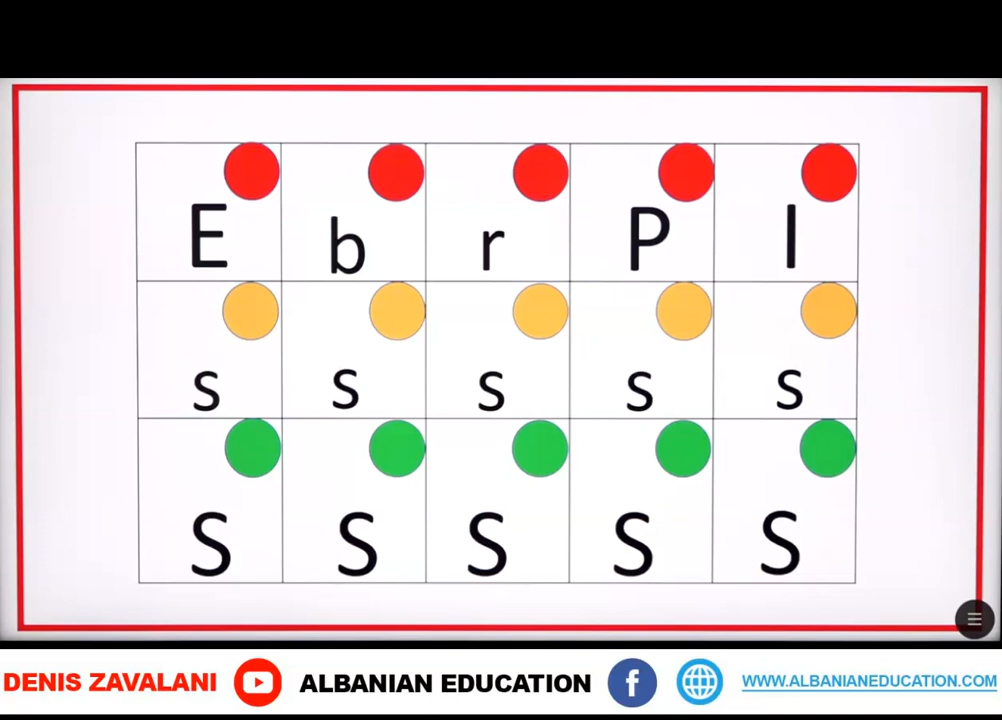 E b r P l
s s s s s
S S S S S
DENIS ZAVALANI ALBANIAN EDUCATION f WWW.ALBANIANEDUCATION.COM